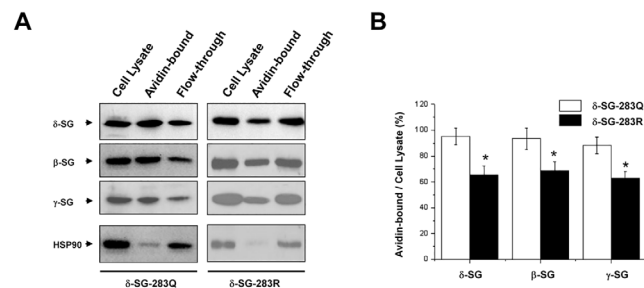 A
Cell Lysate
Avidin-bound
Flow-through
Cell Lysate
Avidin-bound
Flow-through
δ-SG
β-SG
γ-SG
HSP90
δ-SG-283Q
δ-SG-283R
B
δ-SG-283Q
δ-SG-283R
Avidin-bound / Cell Lysate (%)
120
100
80
60
40
20
0
*
*
*
δ-SG
β-SG
γ-SG